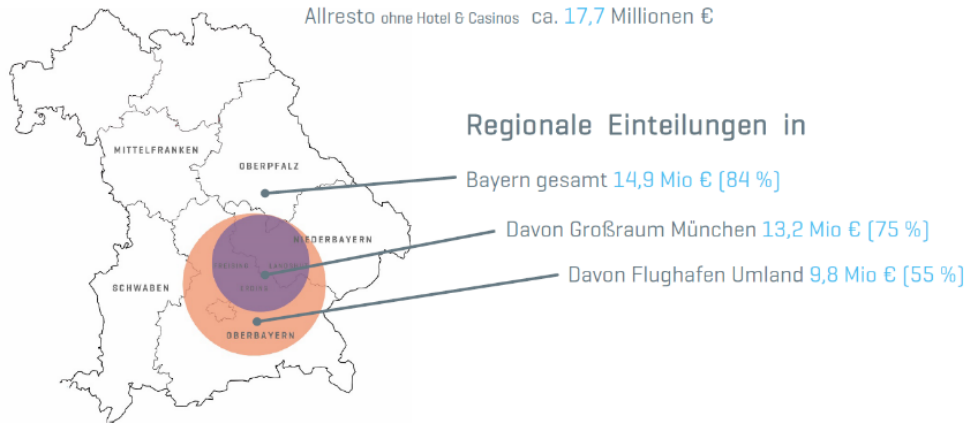 Allresto ohne Hotel & Casinos ca. 17,7 Millionen €
Regionale Einteilungen in
MITTELFRANKEN
OBERPFALZ
Bayern gesamt 14,9 Mio € (84 %)
NIEDERBAYERN
Davon Großraum München 13,2 Mio € (75 %)
FREISING
ERDING
Davon Flughafen Umland 9,8 Mio € (55 %)
SCHWABEN
OBERBAYERN